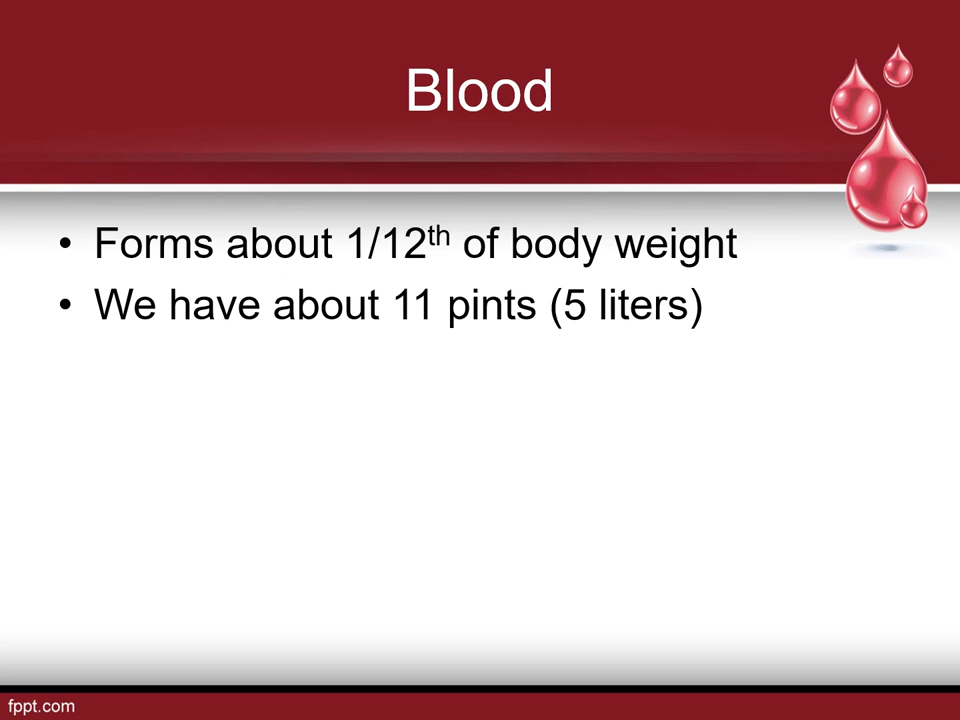 Blood
• Forms about 1/12th of body weight
• We have about 11 pints (5 liters)
fppt.com